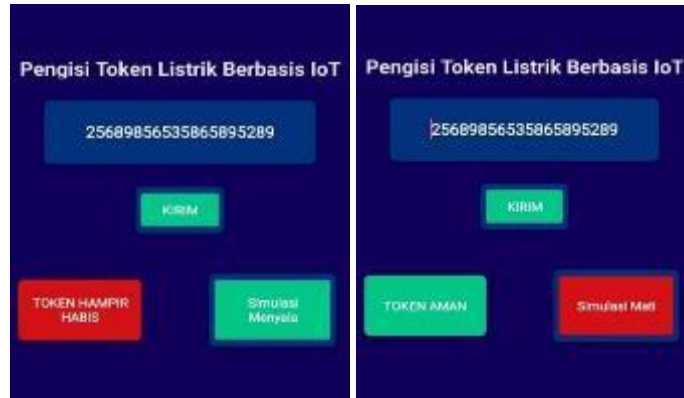 Pengisi Token Listrik Berbasis IoT
25689856535865895289
KIRIM
TOKEN HAMPIR
HABIS
Simulasi
Menyala
Pengisi Token Listrik Berbasis IoT
25689856535865895289
KIRIM
TOKEN AMAN
Simulasi Mati